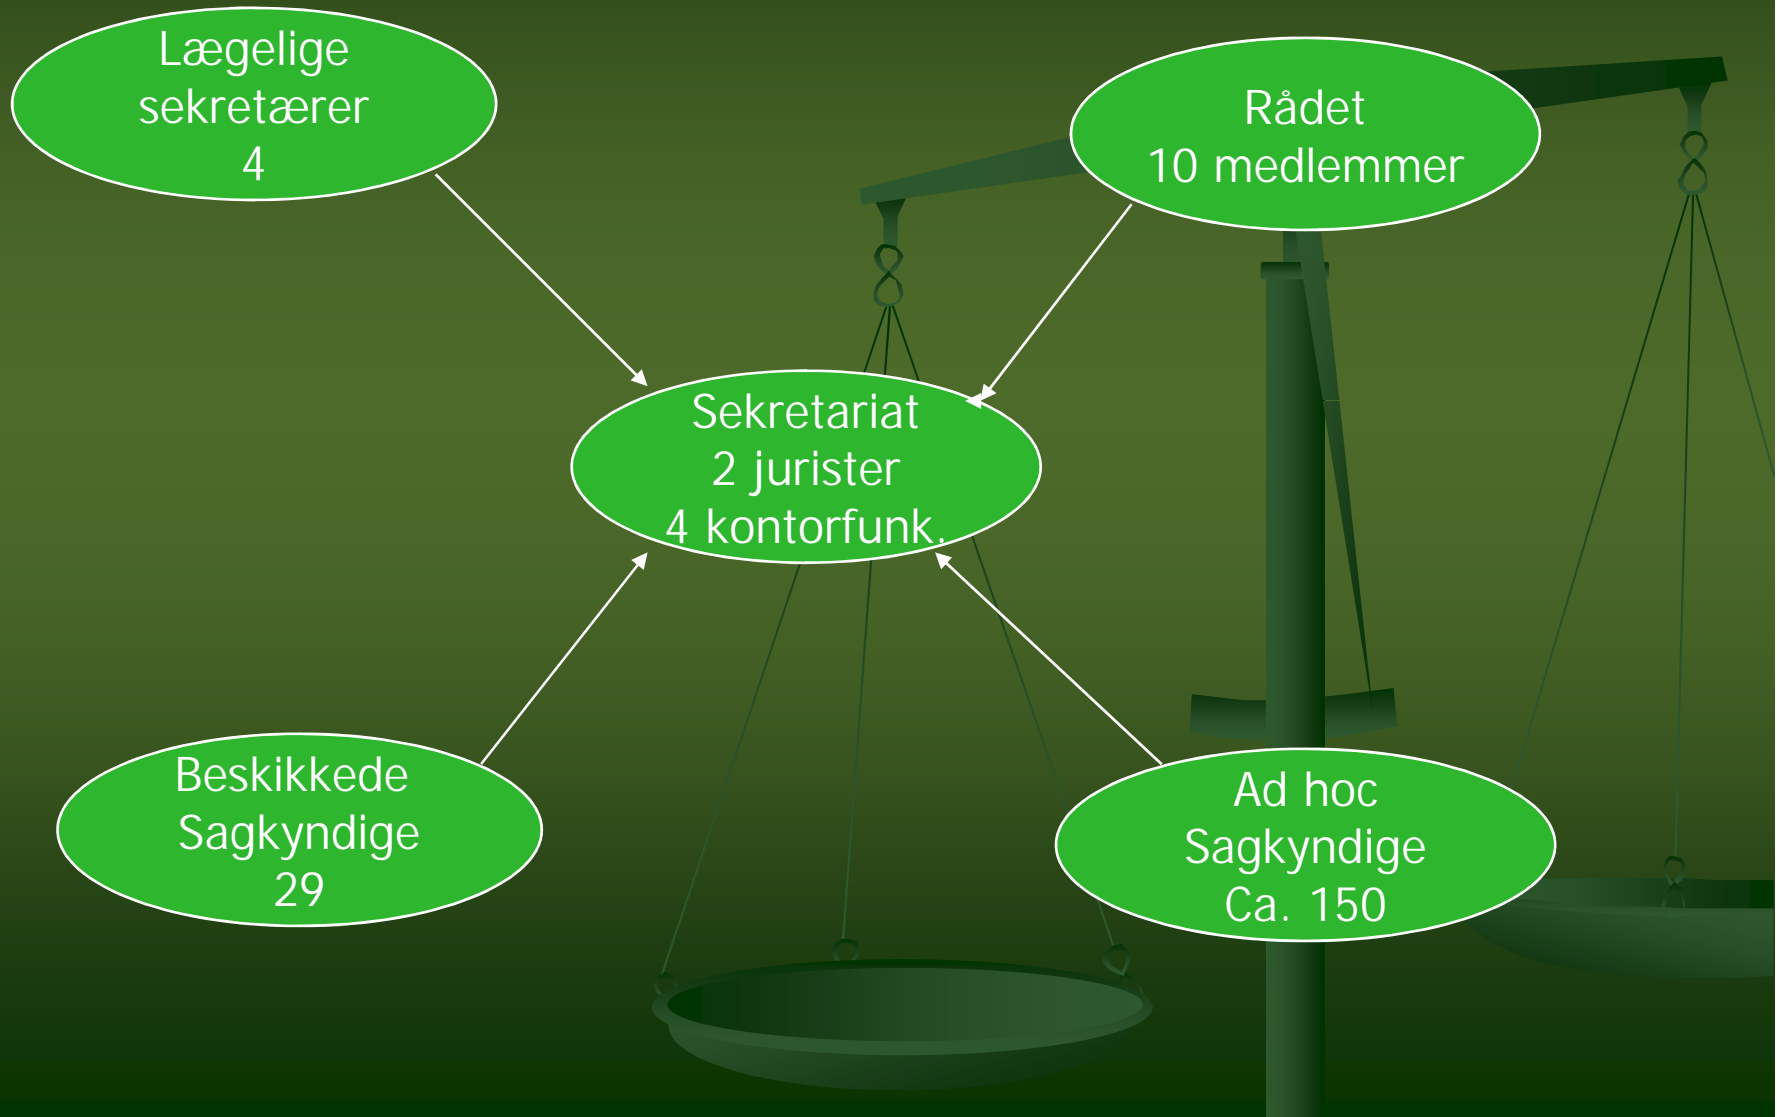 Lægelige
sekretærer
4
Rådet
10 medlemmer
Sekretariat
2 jurister
4 kontorfunk.
Beskikkede
Sagkyndige
29
Ad hoc
Sagkyndige
Ca. 150